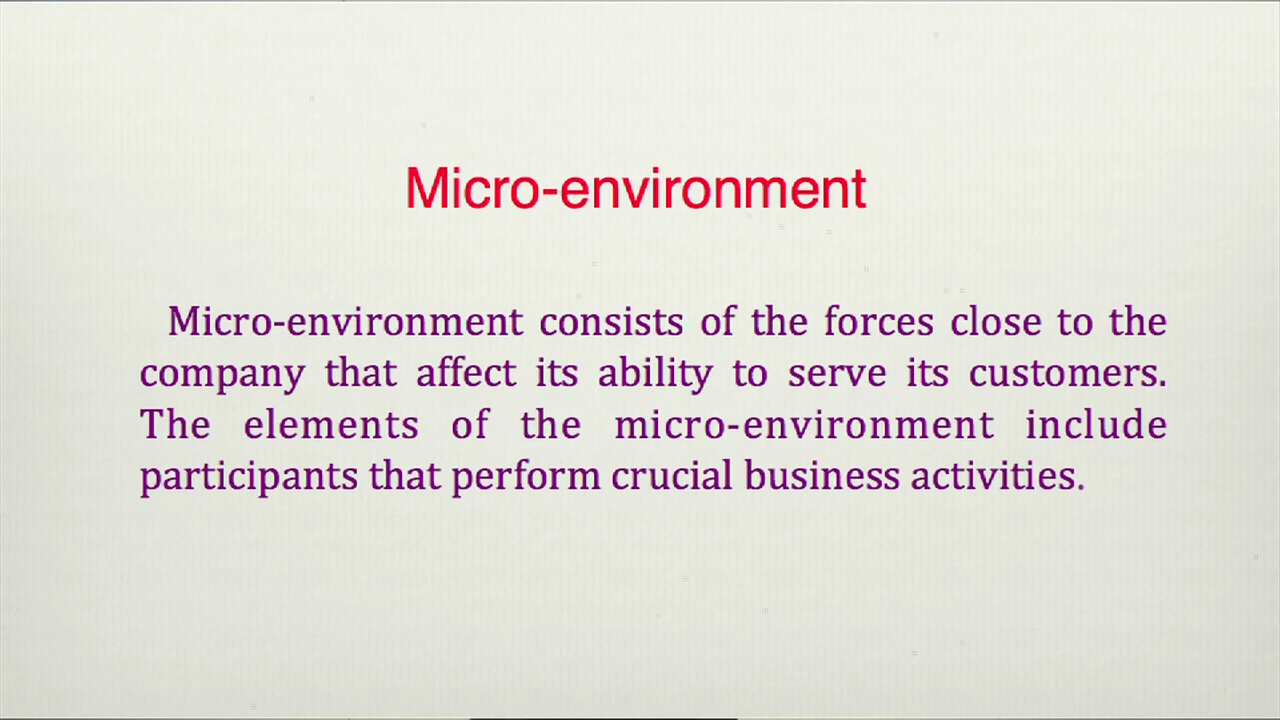 Micro-environment
Micro-environment consists of the forces close to the
company that affect its ability to serve its customers.
The elements of the micro-environment include
participants that perform crucial business activities.